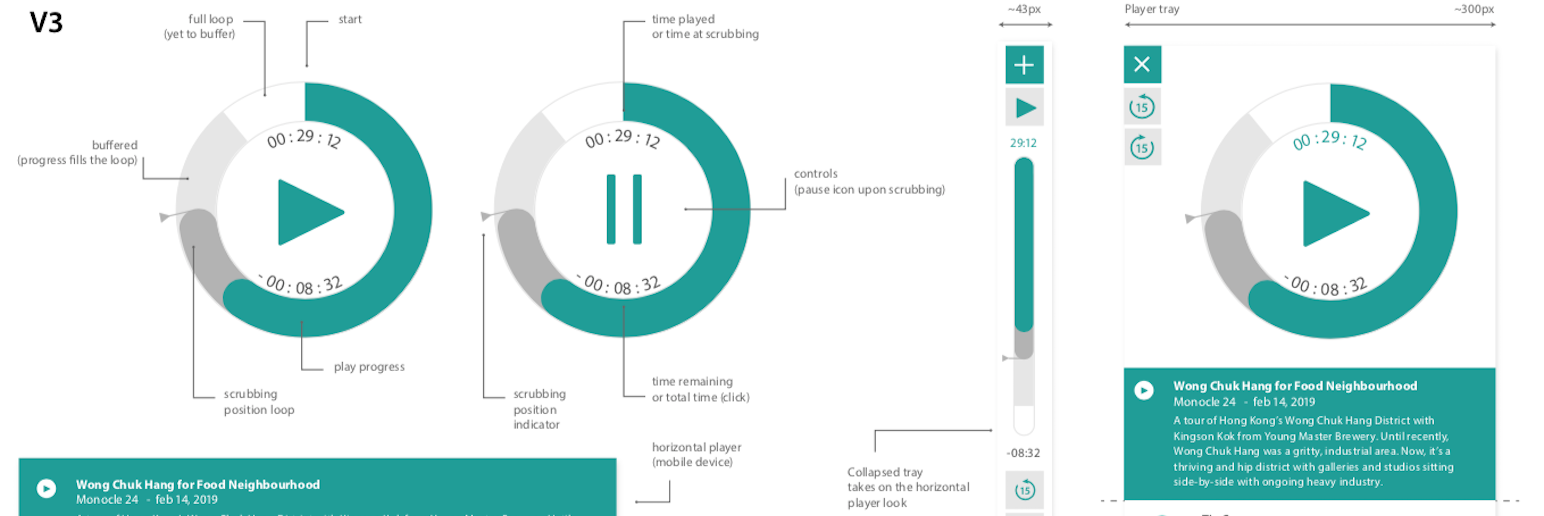 V3
full loop
(yet to buffer)
start
buffered
(progress fills the loop)
00:29:12
-00:08:32
play progress
scrubbing
position loop
time played
or time at scrubbing
00:29:12
-00:08:32
controls
(pause icon upon scrubbing)
scrubbing
position
indicator
time remaining
or total time (click)
horizontal player
(mobile device)
Wong Chuk Hang for Food Neighbourhood
Monocle 24 - feb 14, 2019
~43px
29:12
-08:32
15
Collapsed tray
takes on the horizontal
player look
Player tray
~300px
15
15
00:29:12
-00:08:32
Wong Chuk Hang for Food Neighbourhood
Monocle 24 - feb 14, 2019
A tour of Hong Kong's Wong Chuk Hang District with
Kingson Kok from Young Master Brewery. Until recently,
Wong Chuk Hang was a gritty, industrial area. Now, it's a
thriving and hip district with galleries and studios sitting
side-by-side with ongoing heavy industry.